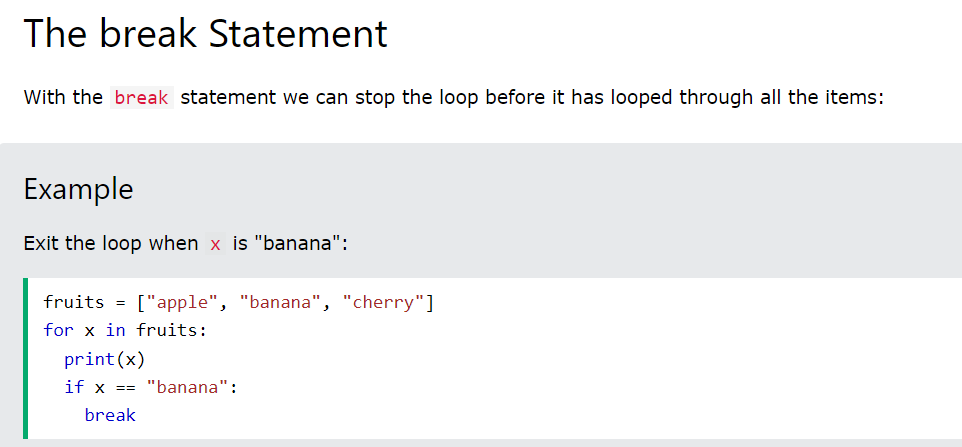 The break Statement
With the break statement we can stop the loop before it has looped through all the items:
Example
Exit the loop when x is "banana":
fruits = ["apple", "banana", "cherry"]
for x in fruits:
  print(x)
  if x == "banana":
    break